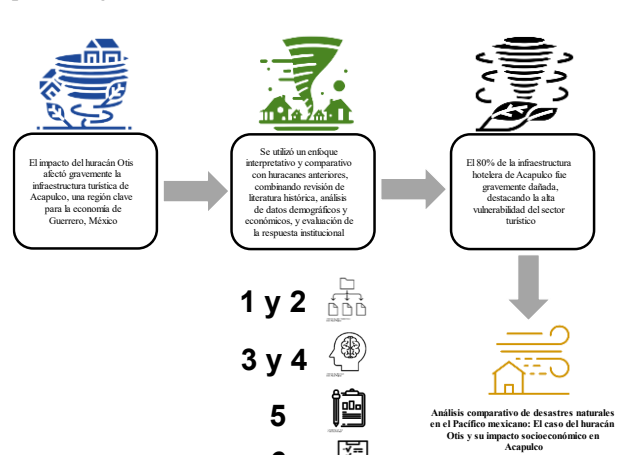 El impacto del huracán Otis
afectó gravemente la
infraestructura turística de
Acapulco, una región clave
para la economía de
Guerrero, México
Se utilizó un enfoque
interpretativo y comparativo
con huracanes anteriores,
combinando revisión de
literatura histórica, análisis
de datos demográficos y
económicos, y evaluación de
la respuesta institucional
El 80% de la infraestructura
hotelera de Acapulco fue
gravemente dañada,
destacando la alta
vulnerabilidad del sector
turístico
1 y 2
3 y 4
5
Análisis comparativo de desastres naturales
en el Pacífico mexicano: El caso del huracán
Otis y su impacto socioeconómico en
Acapulco